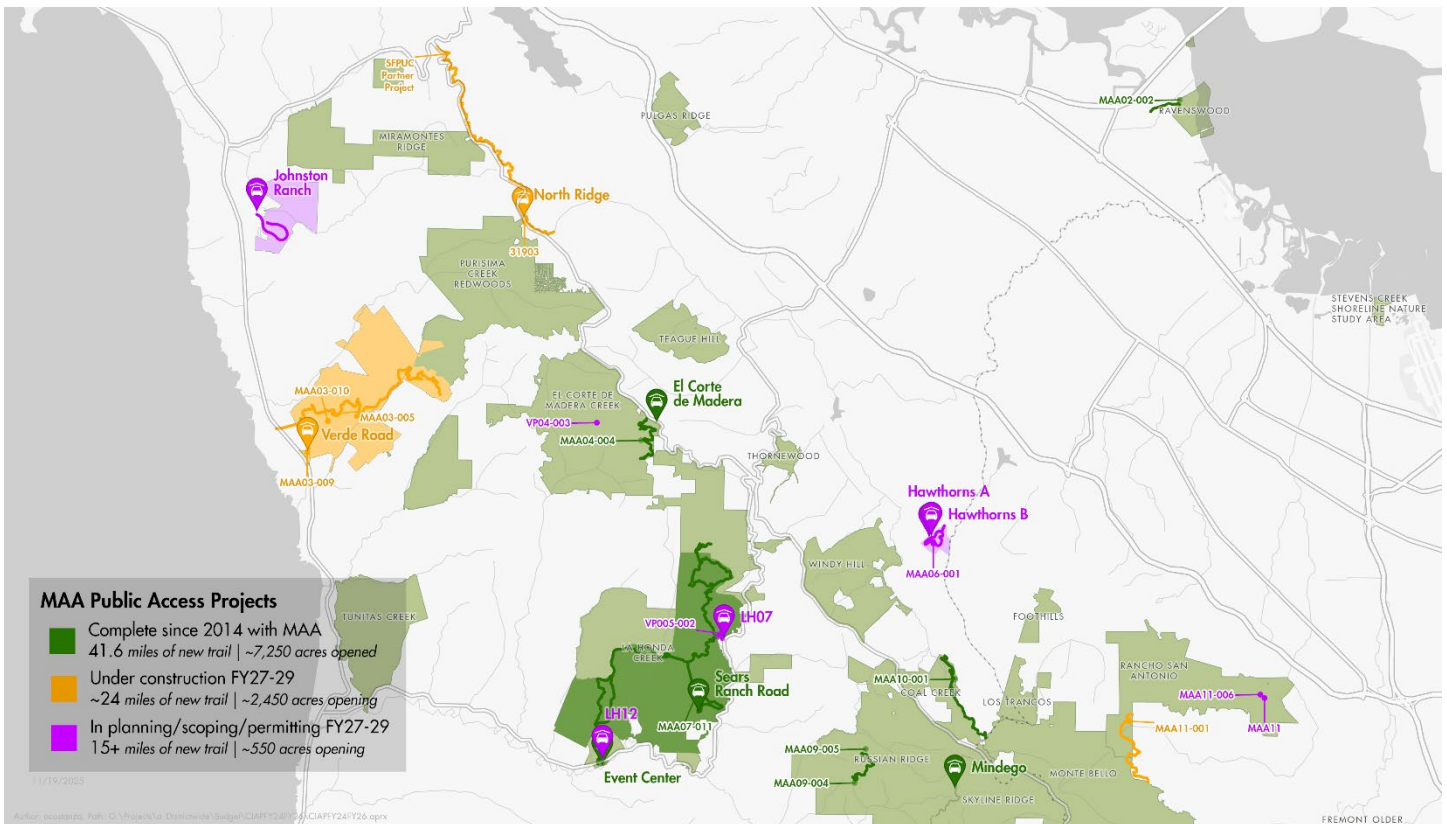 SFPUC
Partner
Project
MAA02-002
RAVENSWOOD
PULGAS RIDGE
MIRAMONTES
RIDGE
Johnston
Ranch
North Ridge
31903
PURISIMA
CREEK
REDWOODS
STEVENS CREEK
SHORELINE NATURE
STUDY AREA
TEAGUE HILL
MAA03-010
MAA03-005
Verde Road
MAA03-009
EL CORTE DE
MADERA CREEK
El Corte
de Madera
VP04-003
MAA04-004
THORNEWOOD
Hawthorns A
Hawthorns B
MAA06-001
WINDY HILL
TUNITAS CREEK
VP005-002
LH07
LA HONDA
CREEK
FOOTHILLS
Sears
Ranch Road
RANCHO SAN
ANTONIO
MAA10-001
COAL CREEK
LOS TRANCOS
MAA11-006
MAA11
LH12
MAA07-011
MAA11-001
MAA09-005
RUSSIAN RIDGE
Mindego
MONTE BELLO
Event Center
MAA09-004
SKYLINE RIDGE
FREMONT OLDER
MAA Public Access Projects
Complete since 2014 with MAA
41.6 miles of new trail | ~7,250 acres opened
Under construction FY27-29
~24 miles of new trail | ~2,450 acres opening
In planning/scoping/permitting FY27-29
15+ miles of new trail | ~550 acres opening
11/19/2025